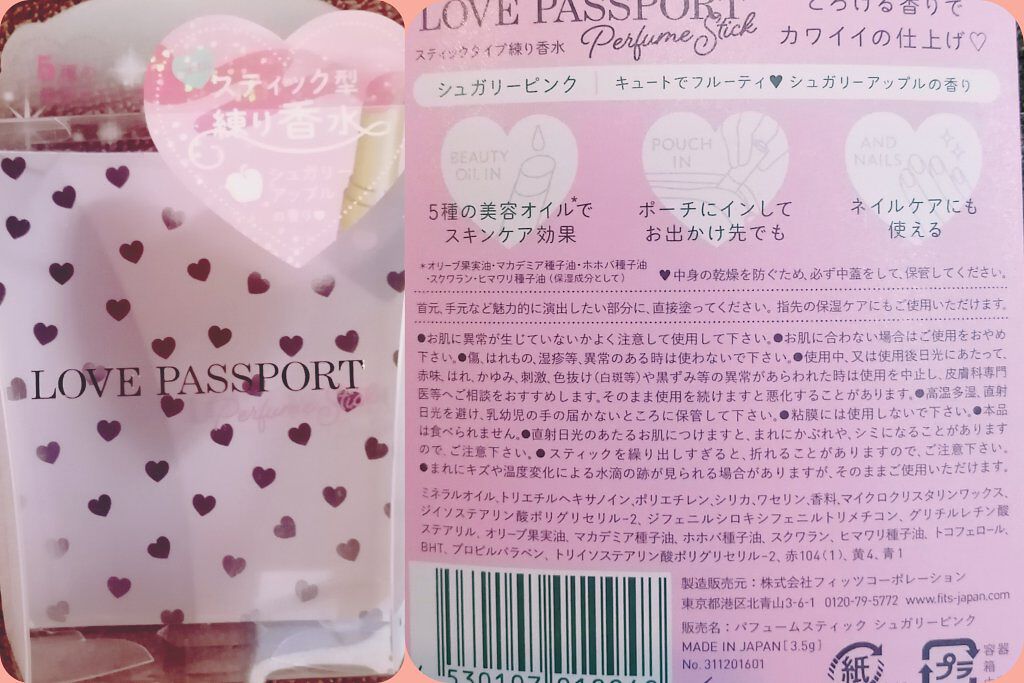 スティック型
練り香水
シュガリー
アップル
の香り♥
LOVE PASSPORT
Perfume Stick
LOVE PASSPORT
Perfume Stick
スティックタイプ練り香水
とろける香りで
カワイイの仕上げ♡
シュガリーピンク
キュートでフルーティ♥シュガリーアップルの香り
BEAUTY
OIL IN
5種の美容オイル*で
スキンケア効果
POUCH
IN
ポーチにインして
お出かけ先でも
AND
NAILS
ネイルケアにも
使える
*オリーブ果実油・マカデミア種子油・ホホバ種子油
・スクワラン・ヒマワリ種子油(保湿成分として)
♥中身の乾燥を防ぐため、必ず中蓋をして、保管してください。
首元、手元など魅力的に演出したい部分に、直接塗ってください。指先の保湿ケアにもご使用いただけます。
●お肌に異常が生じていないかよく注意して使用して下さい。●お肌に合わない場合はご使用をおやめ
下さい。●傷、はれもの、湿疹等、異常のある時は使わないで下さい。●使用中、又は使用後日光にあたって、
赤味、はれ、かゆみ、刺激、色抜け(白斑等)や黒ずみ等の異常があらわれた時は使用を中止し、皮膚科専門
医等へご相談をおすすめします。そのまま使用を続けますと悪化することがあります。●高温多湿、直射
日光を避け、乳幼児の手の届かないところに保管して下さい。●粘膜には使用しないで下さい。●本品
は食べられません。●直射日光のあたるお肌につけますと、まれにかぶれや、シミになることがあります
ので、ご注意下さい。●スティックを繰り出しすぎると、折れることがありますので、ご注意下さい。
●まれにキズや温度変化による水滴の跡が見られる場合がありますが、そのままご使用いただけます。
ミネラルオイル、トリエチルヘキサノイン、ポリエチレン、シリカ、ワセリン、香料、マイクロクリスタリンワックス、
ジイソステアリン酸ポリグリセリル-2、ジフェニルシロキシフェニルトリメチコン、グリチルレチン酸
ステアリル、オリーブ果実油、マカデミア種子油、ホホバ種子油、スクワラン、ヒマワリ種子油、トコフェロール、
BHT、プロピルパラベン、トリイソステアリン酸ポリグリセリル-2、赤104(1)、黄4、青1
製造販売元:株式会社フィッツコーポレーション
東京都港区北青山3-6-1 0120-79-5772 www.fits-japan.com
販売名:パフュームスティック シュガリーピンク
MADE IN JAPAN [3.5g]
No. 311201601
紙
プラ
容器
箱